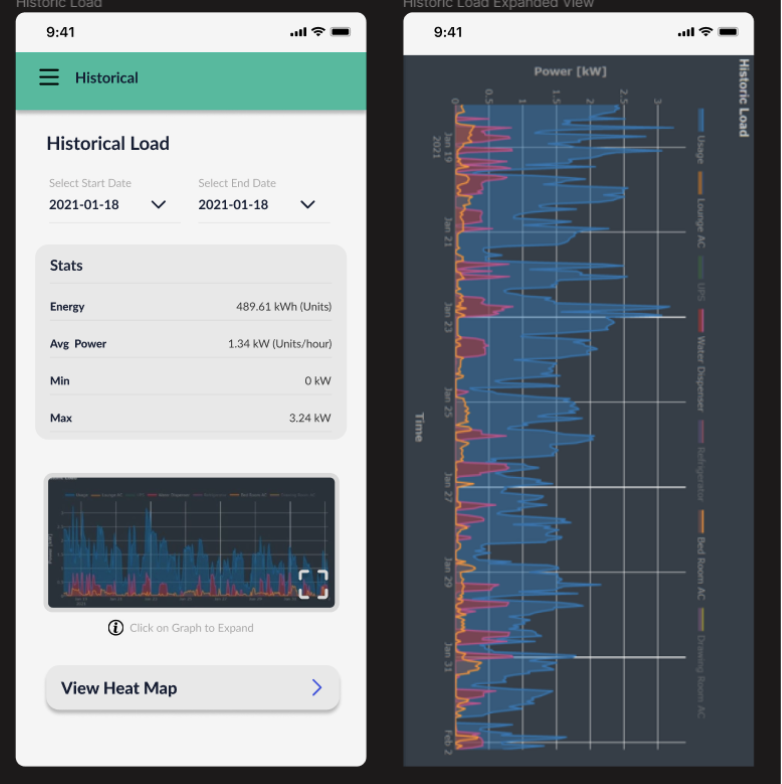 Historic Load
9:41
Historical
Historical Load
Select Start Date
Select End Date
2021-01-18
2021-01-18
Stats
Energy 489.61 kWh (Units)
Avg Power 1.34 kW (Units/hour)
Min 0 kW
Max 3.24 kW
Click on Graph to Expand
View Heat Map
Historic Load Expanded View
9:41
Historic Load
Usage
Lounge AC
UPS
Water Dispenser
Refrigerator
Bed Room AC
Drawing Room AC
Power [kW]
0
0.5
1
1.5
2
2.5
3
Jan 19
2021
Jan 21
Jan 23
Jan 25
Jan 27
Jan 29
Jan 31
Feb 2
Time